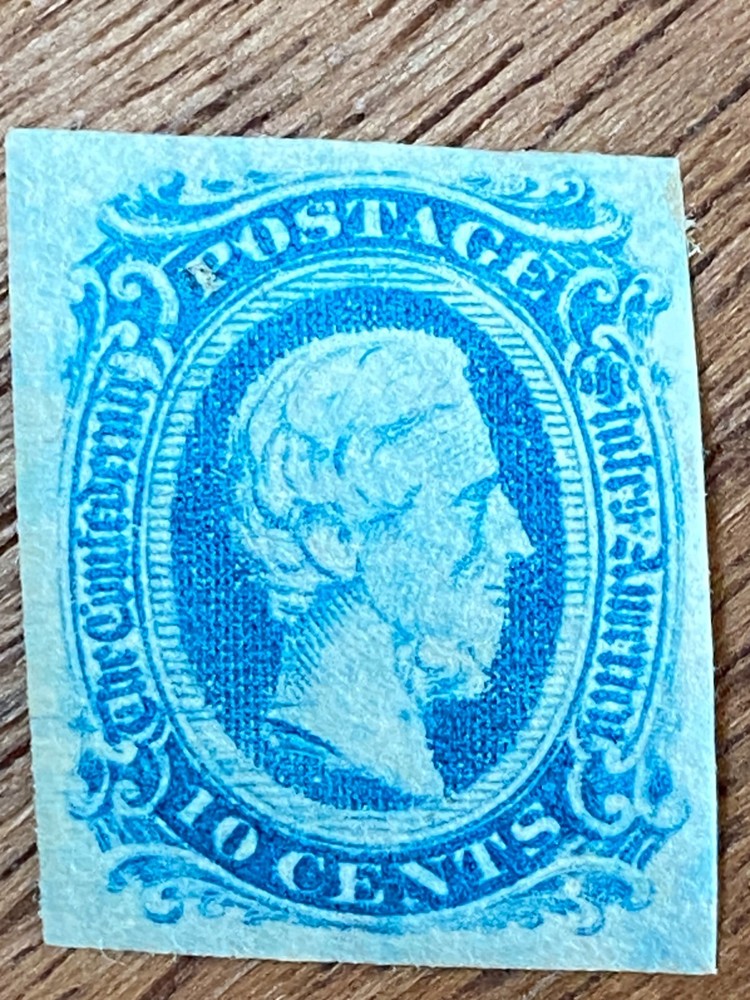 POSTAGE
The Confederate
States of America
10 CENTS